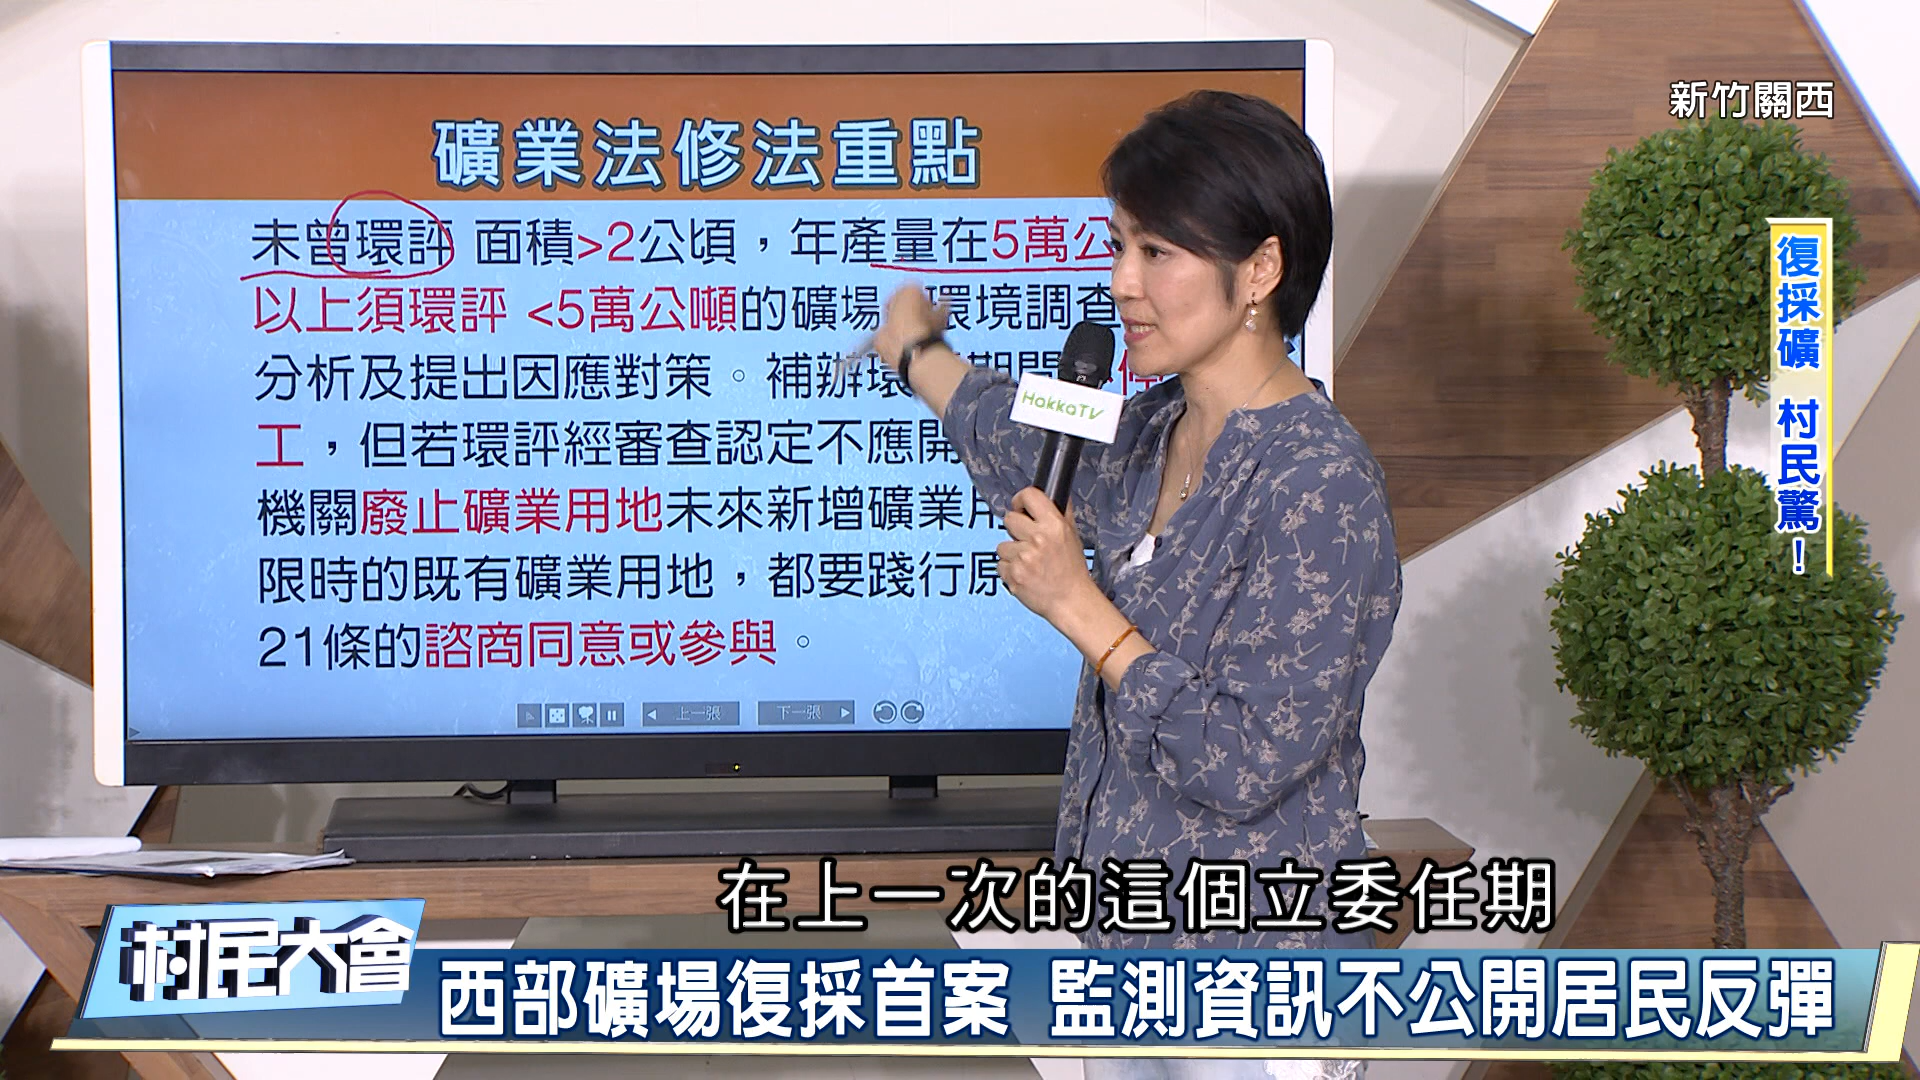 新竹關西
礦業法修法重點
未曾環評 面積>2公頃，年產量在5萬公
以上須環評 <5萬公噸的礦場 環境調查
分析及提出因應對策。補辦環 期間
工，但若環評經審查認定不應開
機關廢止礦業用地未來新增礦業用
限時的既有礦業用地，都要踐行原
21條的諮商同意或參與。
上一張 下一張
復採礦 村民驚！
HakkaTV
在上一次的這個立委任期
村民大會
西部礦場復採首案 監測資訊不公開居民反彈